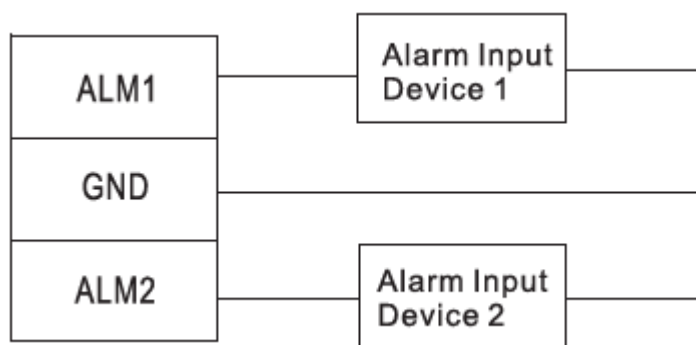 ALM1
Alarm Input
Device 1
GND
ALM2
Alarm Input
Device 2